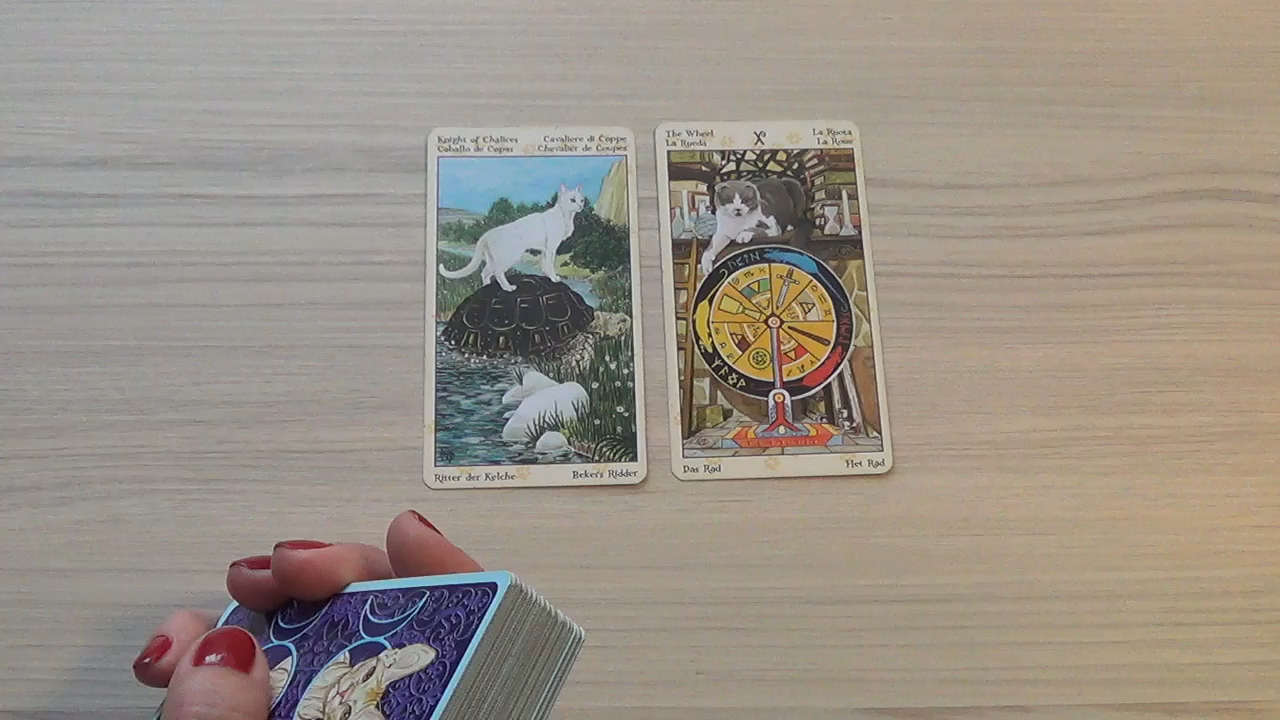 Knight of Chalices Cavaliere di Coppe
Caballo de Copas Chevalier de Coupes
Ritter der Kelche Bekers Ridder
The Wheel X La Ruota
La Rueda La Roue
Das Rad Het Rad